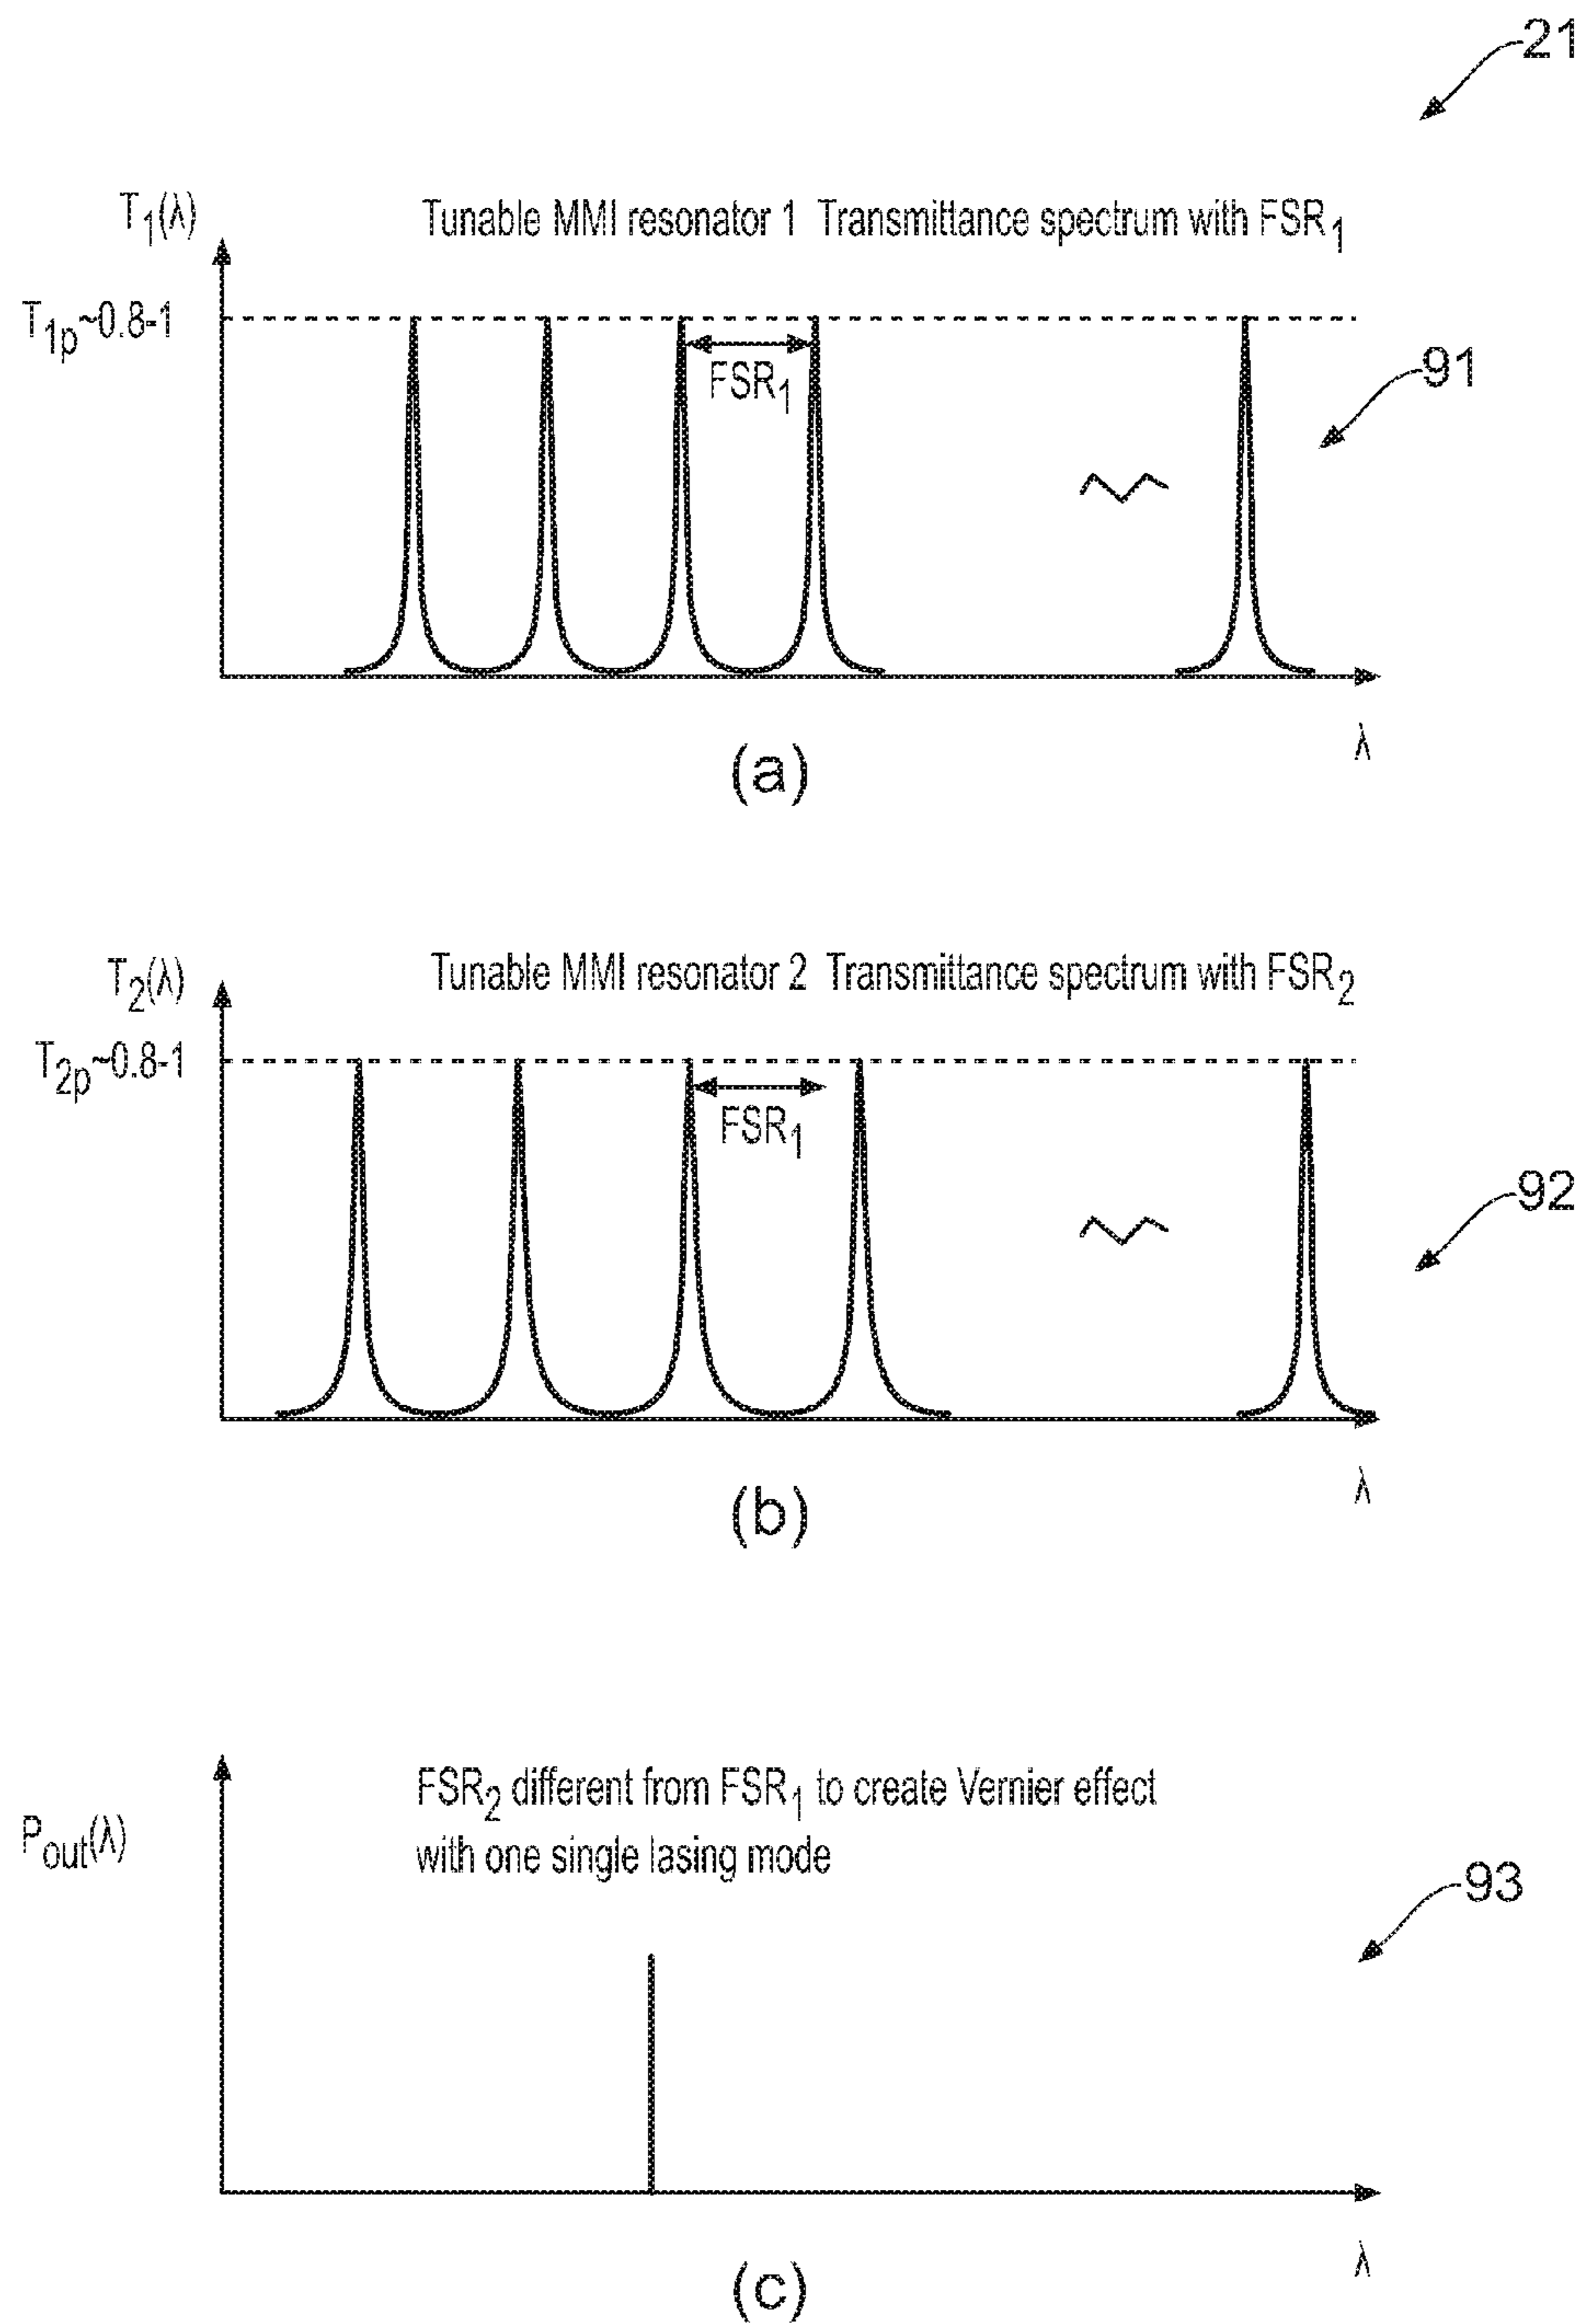 21
T1(λ)
Tunable MMI resonator 1 Transmittance spectrum with FSR1
T1p~0.8-1
FSR1
91
λ
(a)
T2(λ)
Tunable MMI resonator 2 Transmittance spectrum with FSR2
T2p~0.8-1
FSR1
92
λ
(b)
FSR2 different from FSR1 to create Vernier effect
with one single lasing mode
Pout(λ)
93
λ
(c)